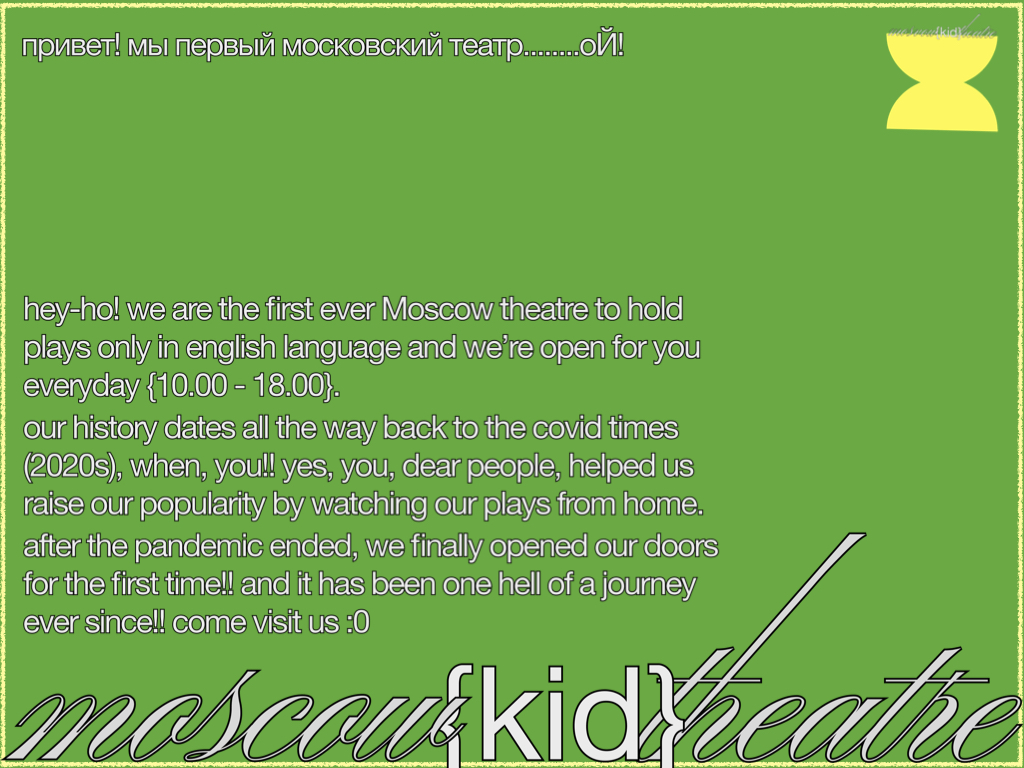 привет! мы первый московский театр........оЙ!
moscow{kid}theatre
hey-ho! we are the first ever Moscow theatre to hold
plays only in english language and we’re open for you
everyday {10.00 - 18.00}.
our history dates all the way back to the covid times
(2020s), when, you!! yes, you, dear people, helped us
raise our popularity by watching our plays from home.
after the pandemic ended, we finally opened our doors
for the first time!! and it has been one hell of a journey
ever since!! come visit us :0
moscow{kid}theatre